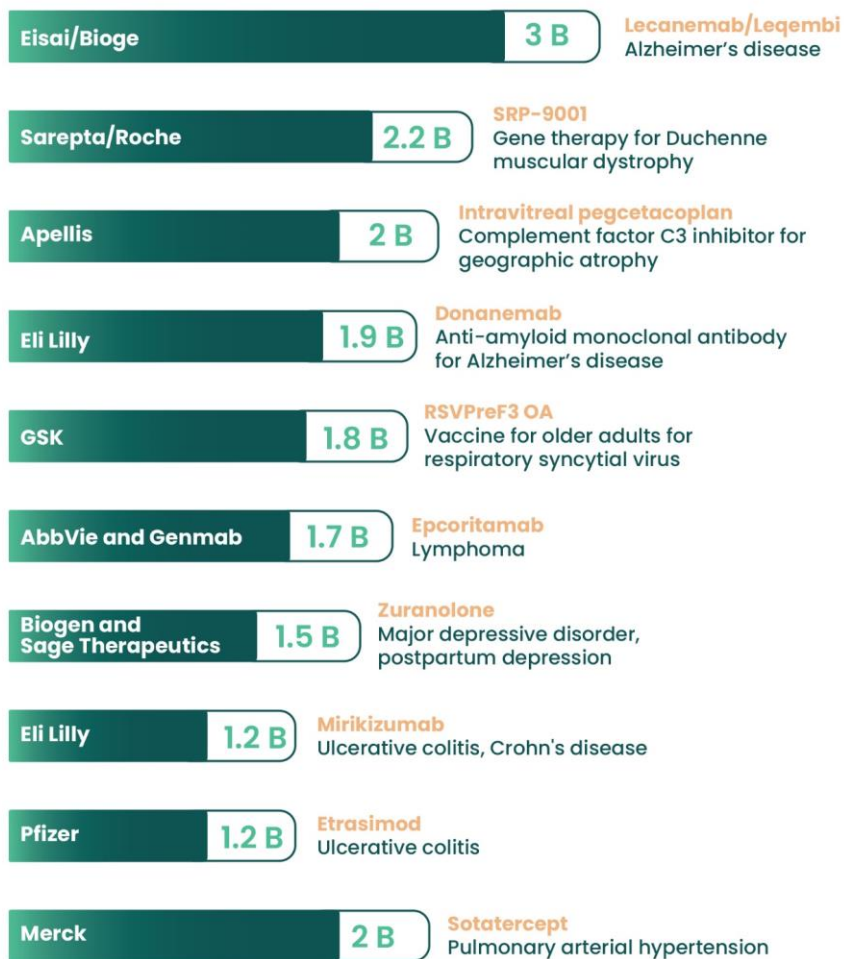 Eisai/Bioge
3 B
Lecanemab/Leqembi
Alzheimer's disease
Sarepta/Roche
2.2 B
SRP-9001
Gene therapy for Duchenne
muscular dystrophy
Apellis
2 B
Intravitreal pegcetacoplan
Complement factor C3 inhibitor for
geographic atrophy
Eli Lilly
1.9 B
Donanemab
Anti-amyloid monoclonal antibody
for Alzheimer's disease
GSK
1.8 B
RSVPreF3 OA
Vaccine for older adults for
respiratory syncytial virus
AbbVie and Genmab
1.7 B
Epcoritamab
Lymphoma
Biogen and
Sage Therapeutics
1.5 B
Zuranolone
Major depressive disorder,
postpartum depression
Eli Lilly
1.2 B
Mirikizumab
Ulcerative colitis, Crohn's disease
Pfizer
1.2 B
Etrasimod
Ulcerative colitis
Merck
2 B
Sotatercept
Pulmonary arterial hypertension